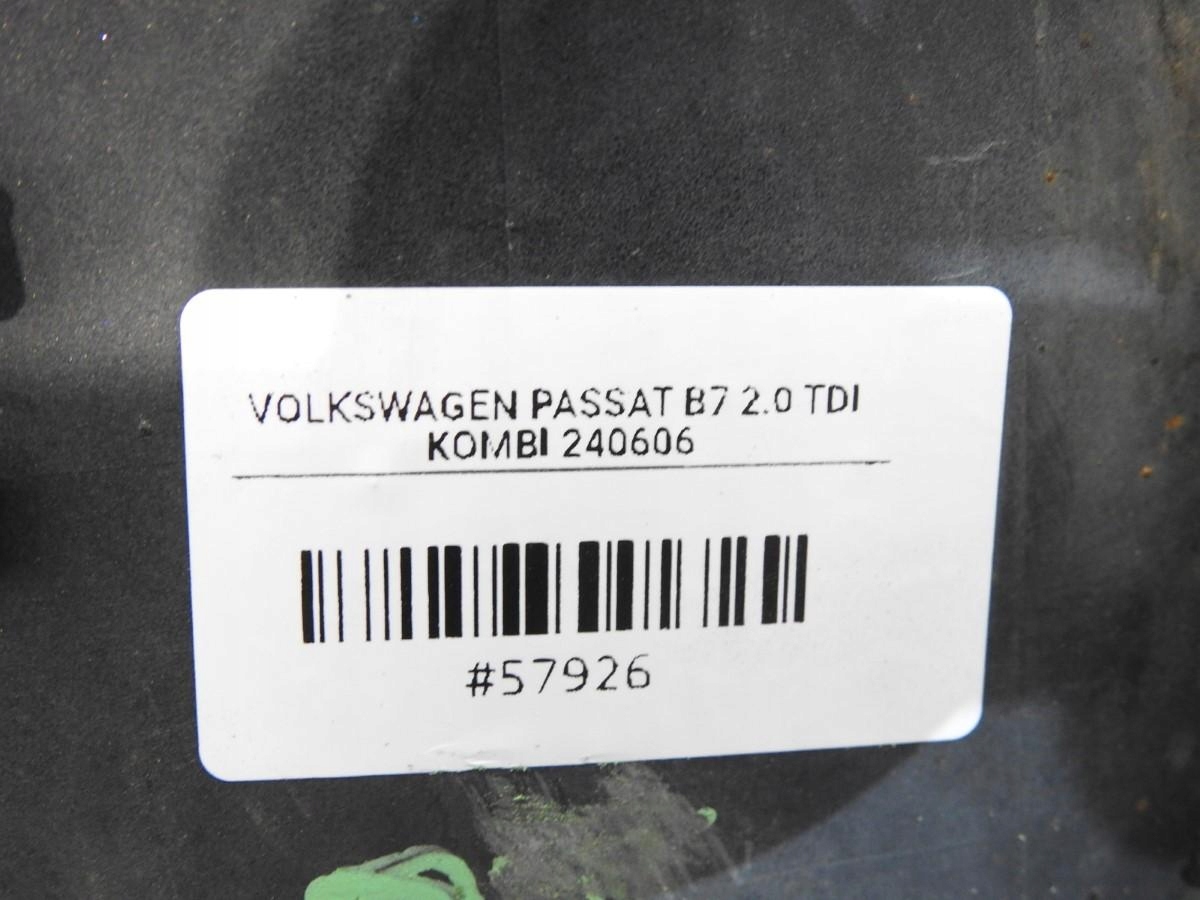 VOLKSWAGEN PASSAT B7 2.0 TDI
KOMBI 240606
#57926